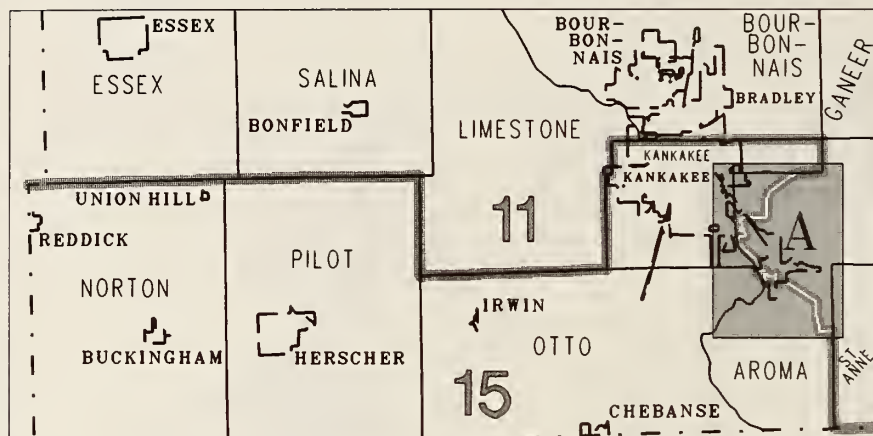 ESSEX
ESSEX
SALINA
BONFIELD
LIMESTONE
BOUR-
BON-
NAIS
BOUR-
BON-
NAIS
BRADLEY
GANEER
KANKAKEE
KANKAKEE
UNION HILL
REDDICK
11
A
NORTON
PILOT
BUCKINGHAM
HERSCHER
IRWIN
OTTO
15
AROMA
ST
ANNE
CHEBANSE